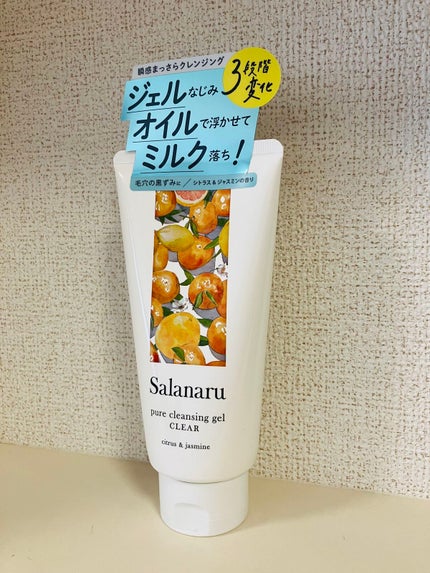 瞬感まっさらクレンジング
3段階
変化
ジェルなじみ
オイルで浮かせて
ミルク落ち!
毛穴の黒ずみに / シトラス&ジャスミンの香り
Salanaru
pure cleansing gel
CLEAR
citrus & jasmine